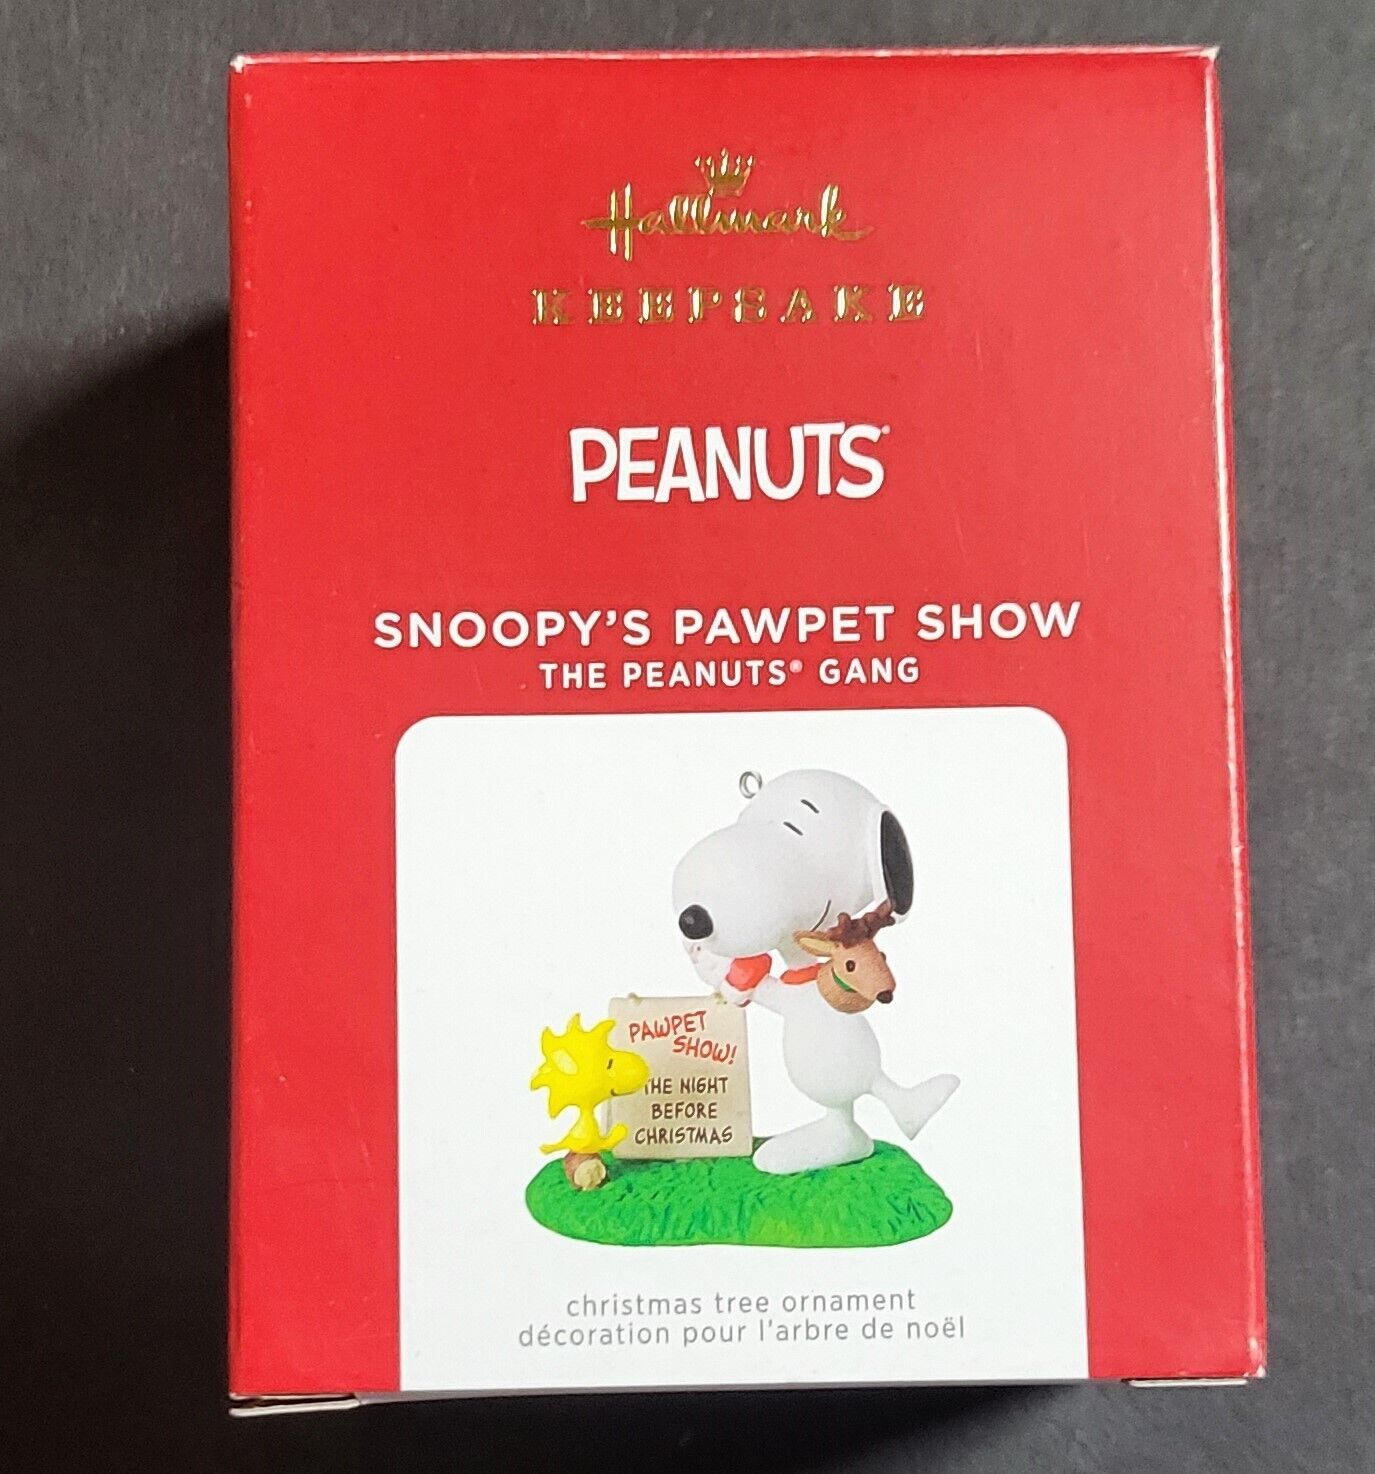 Hallmark
KEEPSAKE
PEANUTS
SNOOPY'S PAWPET SHOW
THE PEANUTS® GANG
PAWPET
SHOW!
THE NIGHT
BEFORE
CHRISTMAS
christmas tree ornament
décoration pour l'arbre de noël